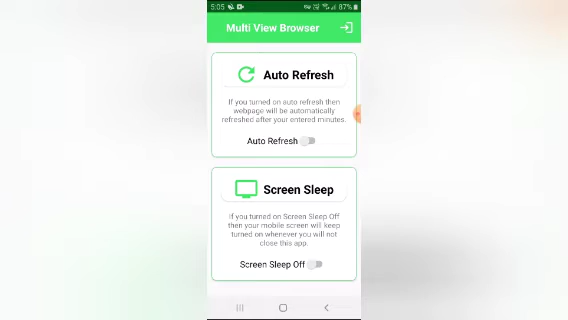 5:05
87%
Multi View Browser
Auto Refresh
If you turned on auto refresh then
webpage will be automatically
refreshed after your entered minutes.
Auto Refresh
Screen Sleep
if you turned on Screen Sleep Off
then your mobile screen will keep
turned on whenever you will not
close this app.
Screen Sleep Off